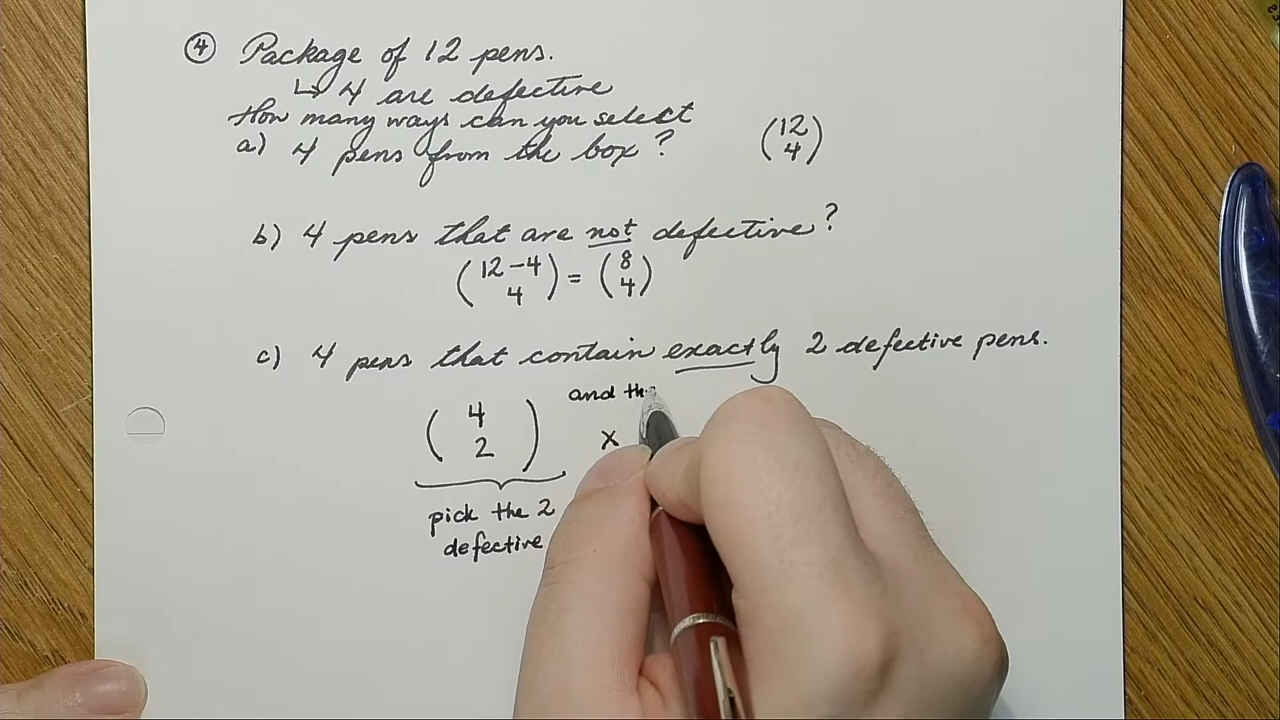 ④ Package of 12 pens.
↳ 4 are defective
How many ways can you select
a) 4 pens from the box? (12 4)
b) 4 pens that are not defective?
(12-4 4) = (8 4)
c) 4 pens that contain exactly 2 defective pens.
and the
(4 2) ×
pick the 2
defective